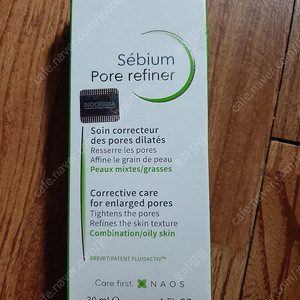 Sébium
Pore refiner
BIODERMA
Soin correcteur
des pores dilatés
Resserre les pores
Affine le grain de peau
Peaux mixtes/grasses
Corrective care
for enlarged pores
Tightens the pores
Refines the skin texture
Combination/oily skin
BREVET/PATENT FLUIDACTIV™
Care first. NAOS
30 ml